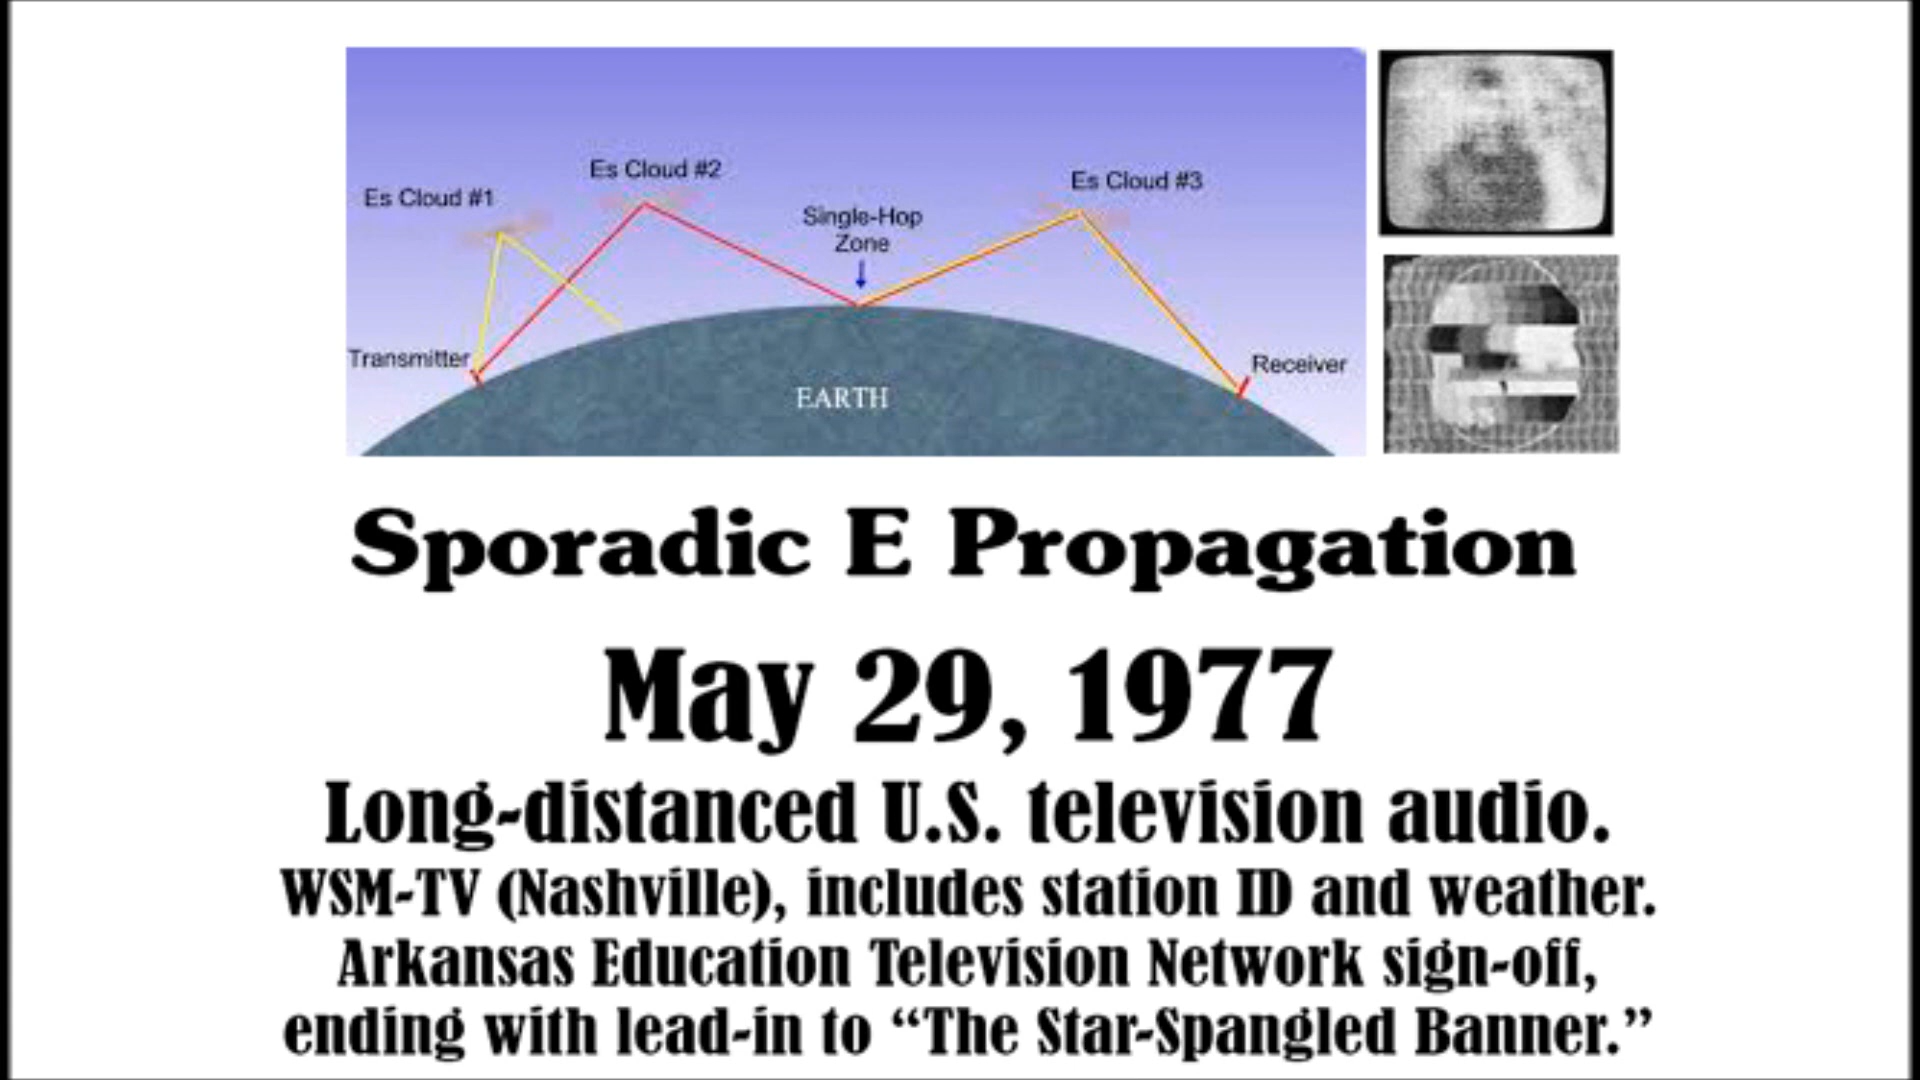 Es Cloud #1
Es Cloud #2
Single-Hop
Zone
Es Cloud #3
Transmitter
Receiver
EARTH
Sporadic E Propagation
May 29, 1977
Long-distanced U.S. television audio.
WSM-TV (Nashville), includes station ID and weather.
Arkansas Education Television Network sign-off,
ending with lead-in to “The Star-Spangled Banner.”